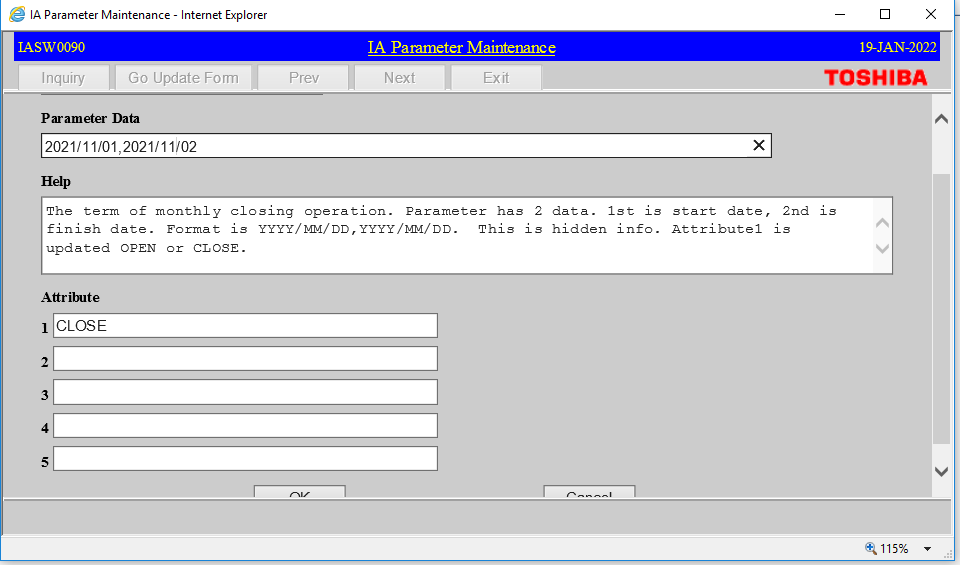 IA Parameter Maintenance - Internet Explorer
IASW0090 IA Parameter Maintenance 19-JAN-2022
Inquiry Go Update Form Prev Next Exit TOSHIBA
Parameter Data
2021/11/01,2021/11/02
Help
The term of monthly closing operation. Parameter has 2 data. 1st is start date, 2nd is
finish date. Format is YYYY/MM/DD,YYYY/MM/DD.  This is hidden info. Attribute1 is
updated OPEN or CLOSE.
Attribute
1 CLOSE
2
3
4
5
OK Cancel
115%